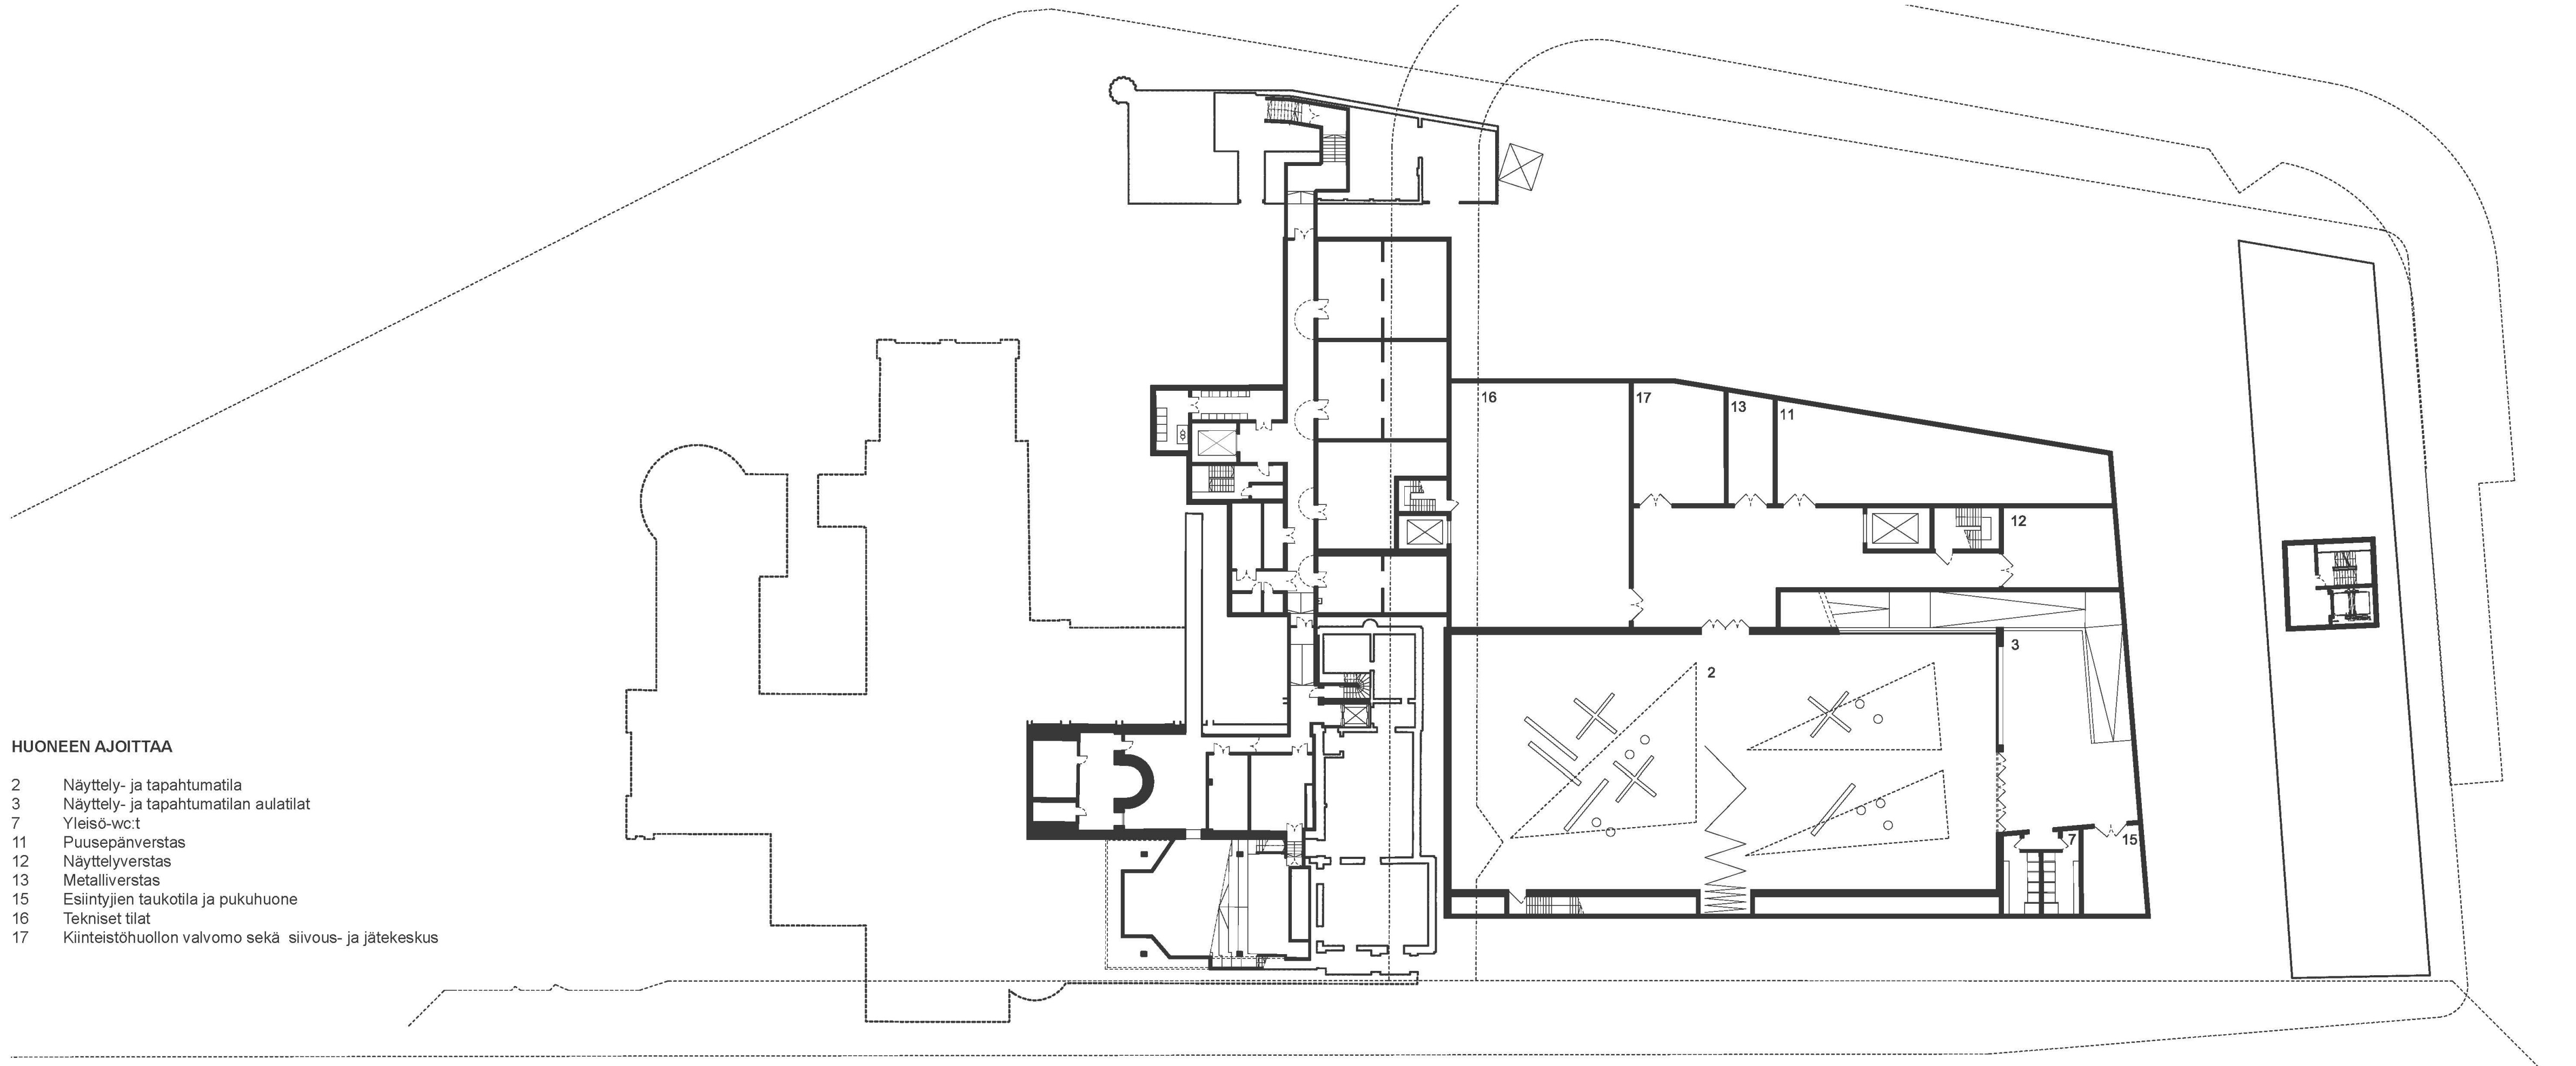 16
17
13
11
12
3
2
7
15
HUONEEN AJOITTAA
2 Näyttely- ja tapahtumatila
3 Näyttely- ja tapahtumatilan aulatilat
7 Yleisö-wc:t
11 Puusepänverstas
12 Näyttelyverstas
13 Metalliverstas
15 Esiintyjien taukotila ja pukuhuone
16 Tekniset tilat
17 Kiinteistöhuollon valvomo sekä siivous- ja jätekeskus